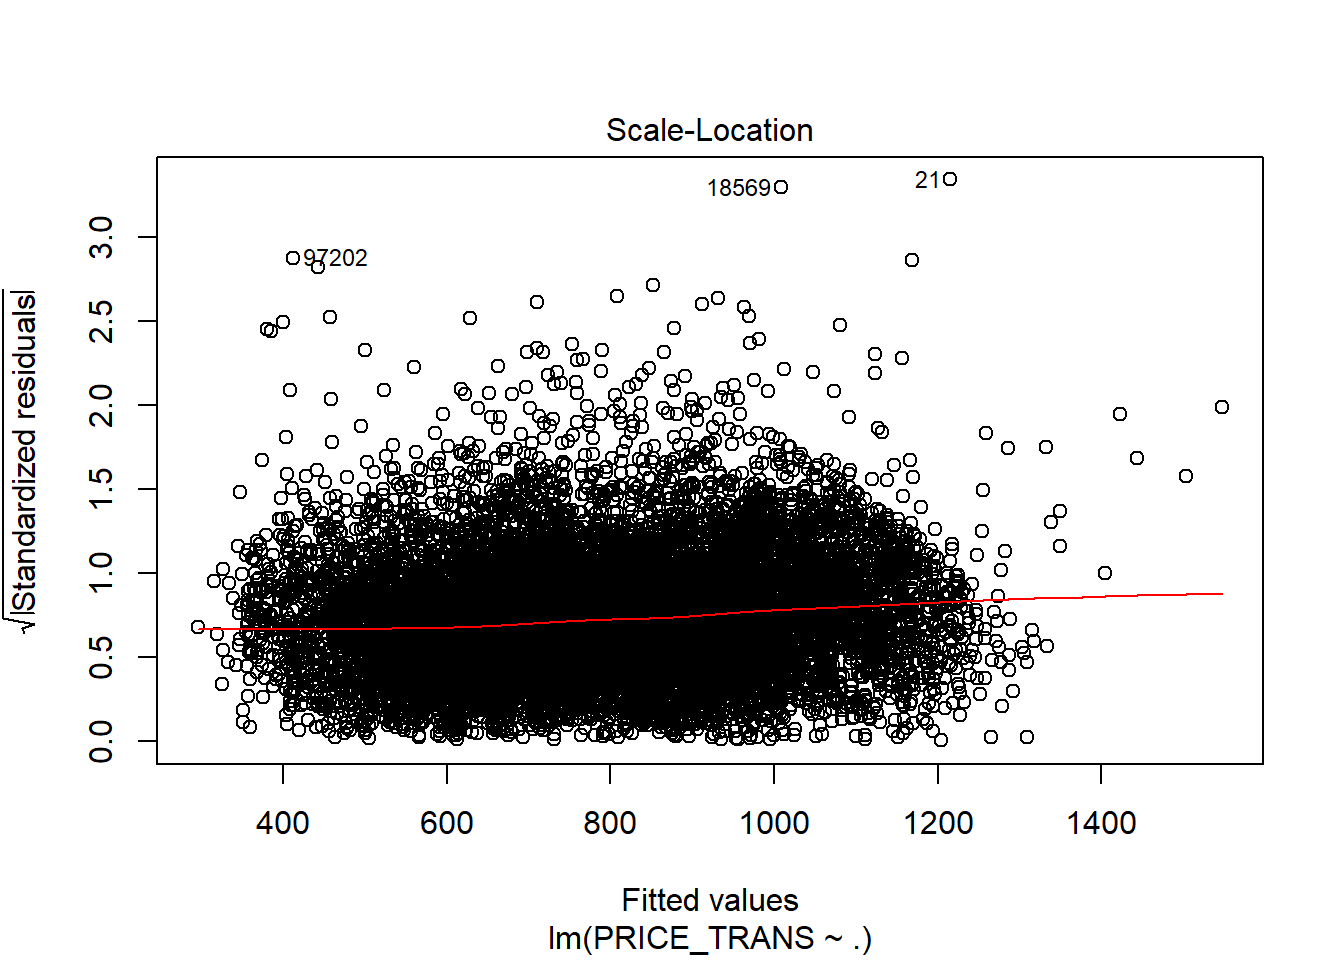 Scale-Location
√|Standardized residuals|
3.0
2.5
2.0
1.5
1.0
0.5
0.0
18569
21
97202
400 600 800 1000 1200 1400
Fitted values
lm(PRICE_TRANS ~ .)